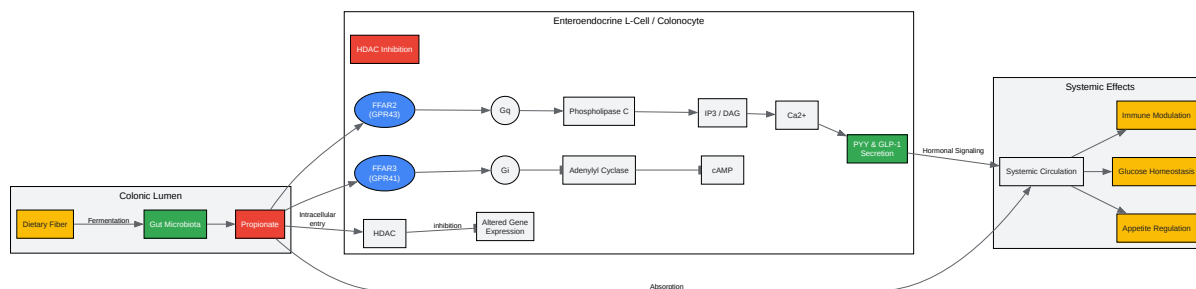 Enteroendocrine L-Cell / Colonocyte
HDAC Inhibition
FFAR2
(GPR43)
Gq
Phospholipase C
IP3 / DAG
Ca2+
PYY & GLP-1
Secretion
Hormonal Signaling
FFAR3
(GPR41)
Gi
Adenylyl Cyclase
cAMP
Colonic Lumen
Dietary Fiber
Fermentation
Gut Microbiota
Propionate
Intracellular
entry
HDAC
inhibition
Altered Gene
Expression
Systemic Effects
Immune Modulation
Systemic Circulation
Glucose Homeostasis
Appetite Regulation
Absorption